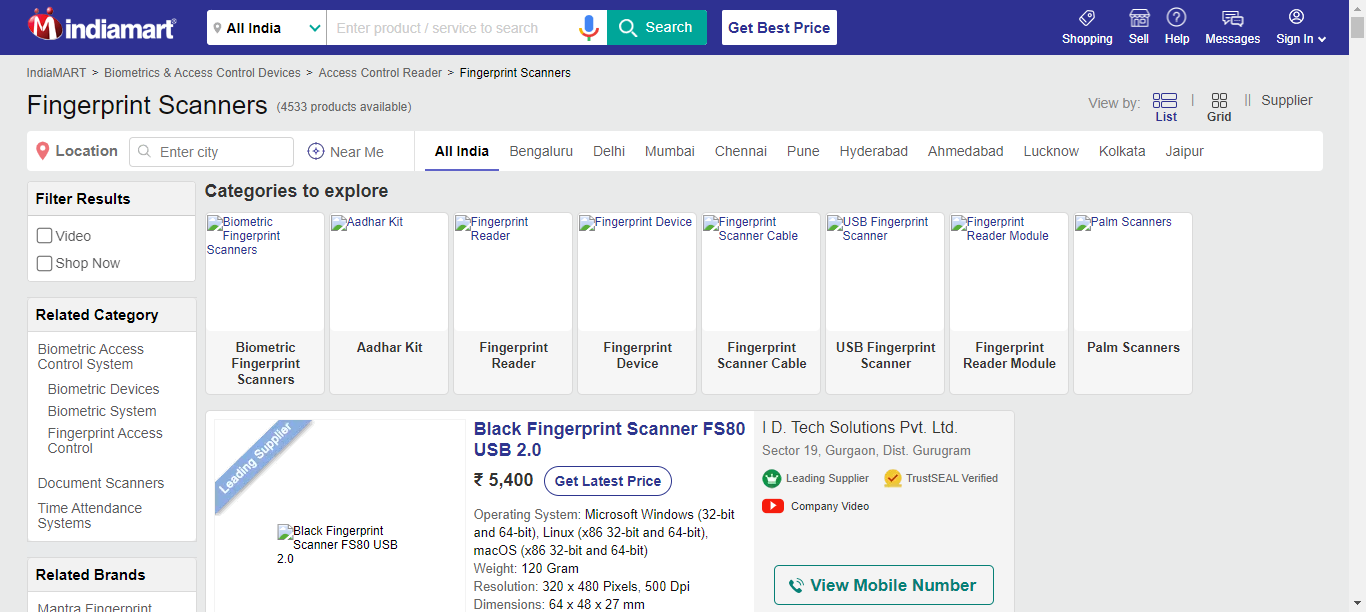 indiamart
All India
Enter product / service to search
Search
Get Best Price
Shopping
Sell
Help
Messages
Sign In
IndiaMART > Biometrics & Access Control Devices > Access Control Reader > Fingerprint Scanners
Fingerprint Scanners (4533 products available)
View by:
List
Grid
Supplier
Location
Enter city
Near Me
All India
Bengaluru
Delhi
Mumbai
Chennai
Pune
Hyderabad
Ahmedabad
Lucknow
Kolkata
Jaipur
Filter Results
Video
Shop Now
Related Category
Biometric Access
Control System
Biometric Devices
Biometric System
Fingerprint Access
Control
Document Scanners
Time Attendance
Systems
Related Brands
Mantra Fingerprint
Categories to explore
Biometric
Fingerprint
Scanners
Biometric
Fingerprint
Scanners
Aadhar Kit
Aadhar Kit
Fingerprint
Reader
Fingerprint
Reader
Fingerprint Device
Fingerprint
Device
Fingerprint
Scanner Cable
Fingerprint
Scanner Cable
USB Fingerprint
Scanner
USB Fingerprint
Scanner
Fingerprint
Reader Module
Fingerprint
Reader Module
Palm Scanners
Palm Scanners
Leading Supplier
Black Fingerprint
Scanner FS80 USB
2.0
Black Fingerprint Scanner FS80
USB 2.0
₹ 5,400
Get Latest Price
Operating System: Microsoft Windows (32-bit
and 64-bit), Linux (x86 32-bit and 64-bit),
macOS (x86 32-bit and 64-bit)
Weight: 120 Gram
Resolution: 320 x 480 Pixels, 500 Dpi
Dimensions: 64 x 48 x 27 mm
I D. Tech Solutions Pvt. Ltd.
Sector 19, Gurgaon, Dist. Gurugram
Leading Supplier
TrustSEAL Verified
Company Video
View Mobile Number